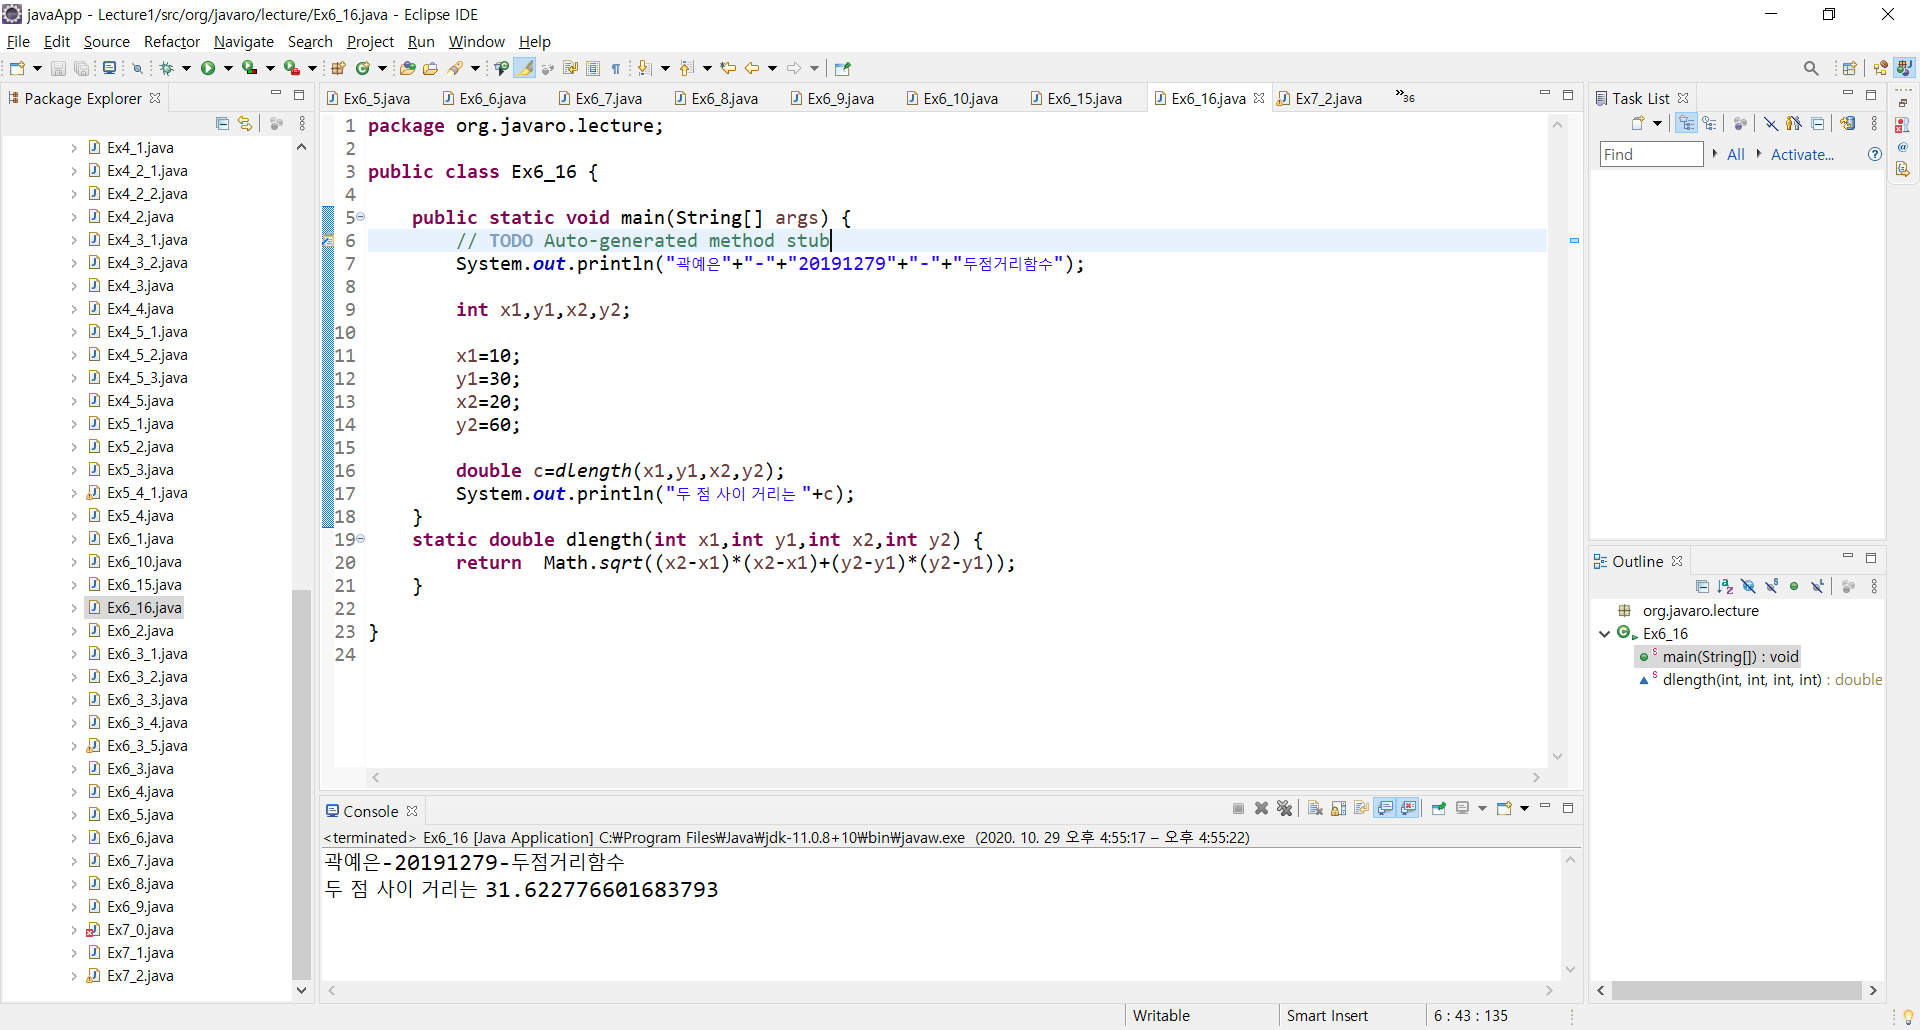 javaApp - Lecture1/src/org/javaro/lecture/Ex6_16.java - Eclipse IDE
File Edit Source Refactor Navigate Search Project Run Window Help
Package Explorer
Ex4_1.java
Ex4_2_1.java
Ex4_2_2.java
Ex4_2.java
Ex4_3_1.java
Ex4_3_2.java
Ex4_3.java
Ex4_4.java
Ex4_5_1.java
Ex4_5_2.java
Ex4_5_3.java
Ex4_5.java
Ex5_1.java
Ex5_2.java
Ex5_3.java
Ex5_4_1.java
Ex5_4.java
Ex6_1.java
Ex6_10.java
Ex6_15.java
Ex6_16.java
Ex6_2.java
Ex6_3_1.java
Ex6_3_2.java
Ex6_3_3.java
Ex6_3_4.java
Ex6_3_5.java
Ex6_3.java
Ex6_4.java
Ex6_5.java
Ex6_6.java
Ex6_7.java
Ex6_8.java
Ex6_9.java
Ex7_0.java
Ex7_1.java
Ex7_2.java
Ex6_5.java Ex6_6.java Ex6_7.java Ex6_8.java Ex6_9.java Ex6_10.java Ex6_15.java Ex6_16.java Ex7_2.java »36
1 package org.javaro.lecture;
2
3 public class Ex6_16 {
4
5 public static void main(String[] args) {
6 // TODO Auto-generated method stub
7 System.out.println("곽예은"+"-"+"20191279"+"-"+"두점거리함수");
8
9 int x1,y1,x2,y2;
10
11 x1=10;
12 y1=30;
13 x2=20;
14 y2=60;
15
16 double c=dlength(x1,y1,x2,y2);
17 System.out.println("두 점 사이 거리는 "+c);
18 }
19 static double dlength(int x1,int y1,int x2,int y2) {
20 return  Math.sqrt((x2-x1)*(x2-x1)+(y2-y1)*(y2-y1));
21 }
22
23 }
24
Console
<terminated> Ex6_16 [Java Application] C:₩Program Files₩Java₩jdk-11.0.8+10₩bin₩javaw.exe (2020. 10. 29 오후 4:55:17 – 오후 4:55:22)
곽예은-20191279-두점거리함수
두 점 사이 거리는 31.622776601683793
Task List
Find All Activate...
Outline
org.javaro.lecture
Ex6_16
main(String[]) : void
dlength(int, int, int, int) : double
Writable Smart Insert 6 : 43 : 135